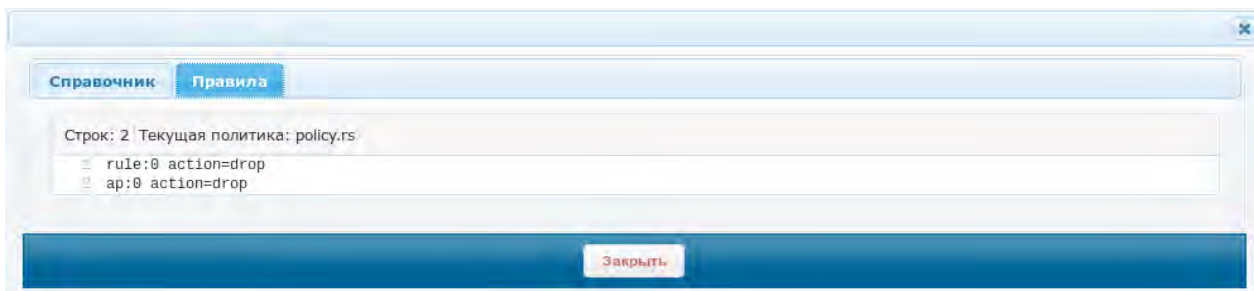 Справочник Правила
Строк: 2 Текущая политика: policy.rs
1 rule:0 action=drop
2 ap:0 action=drop
Закрыть